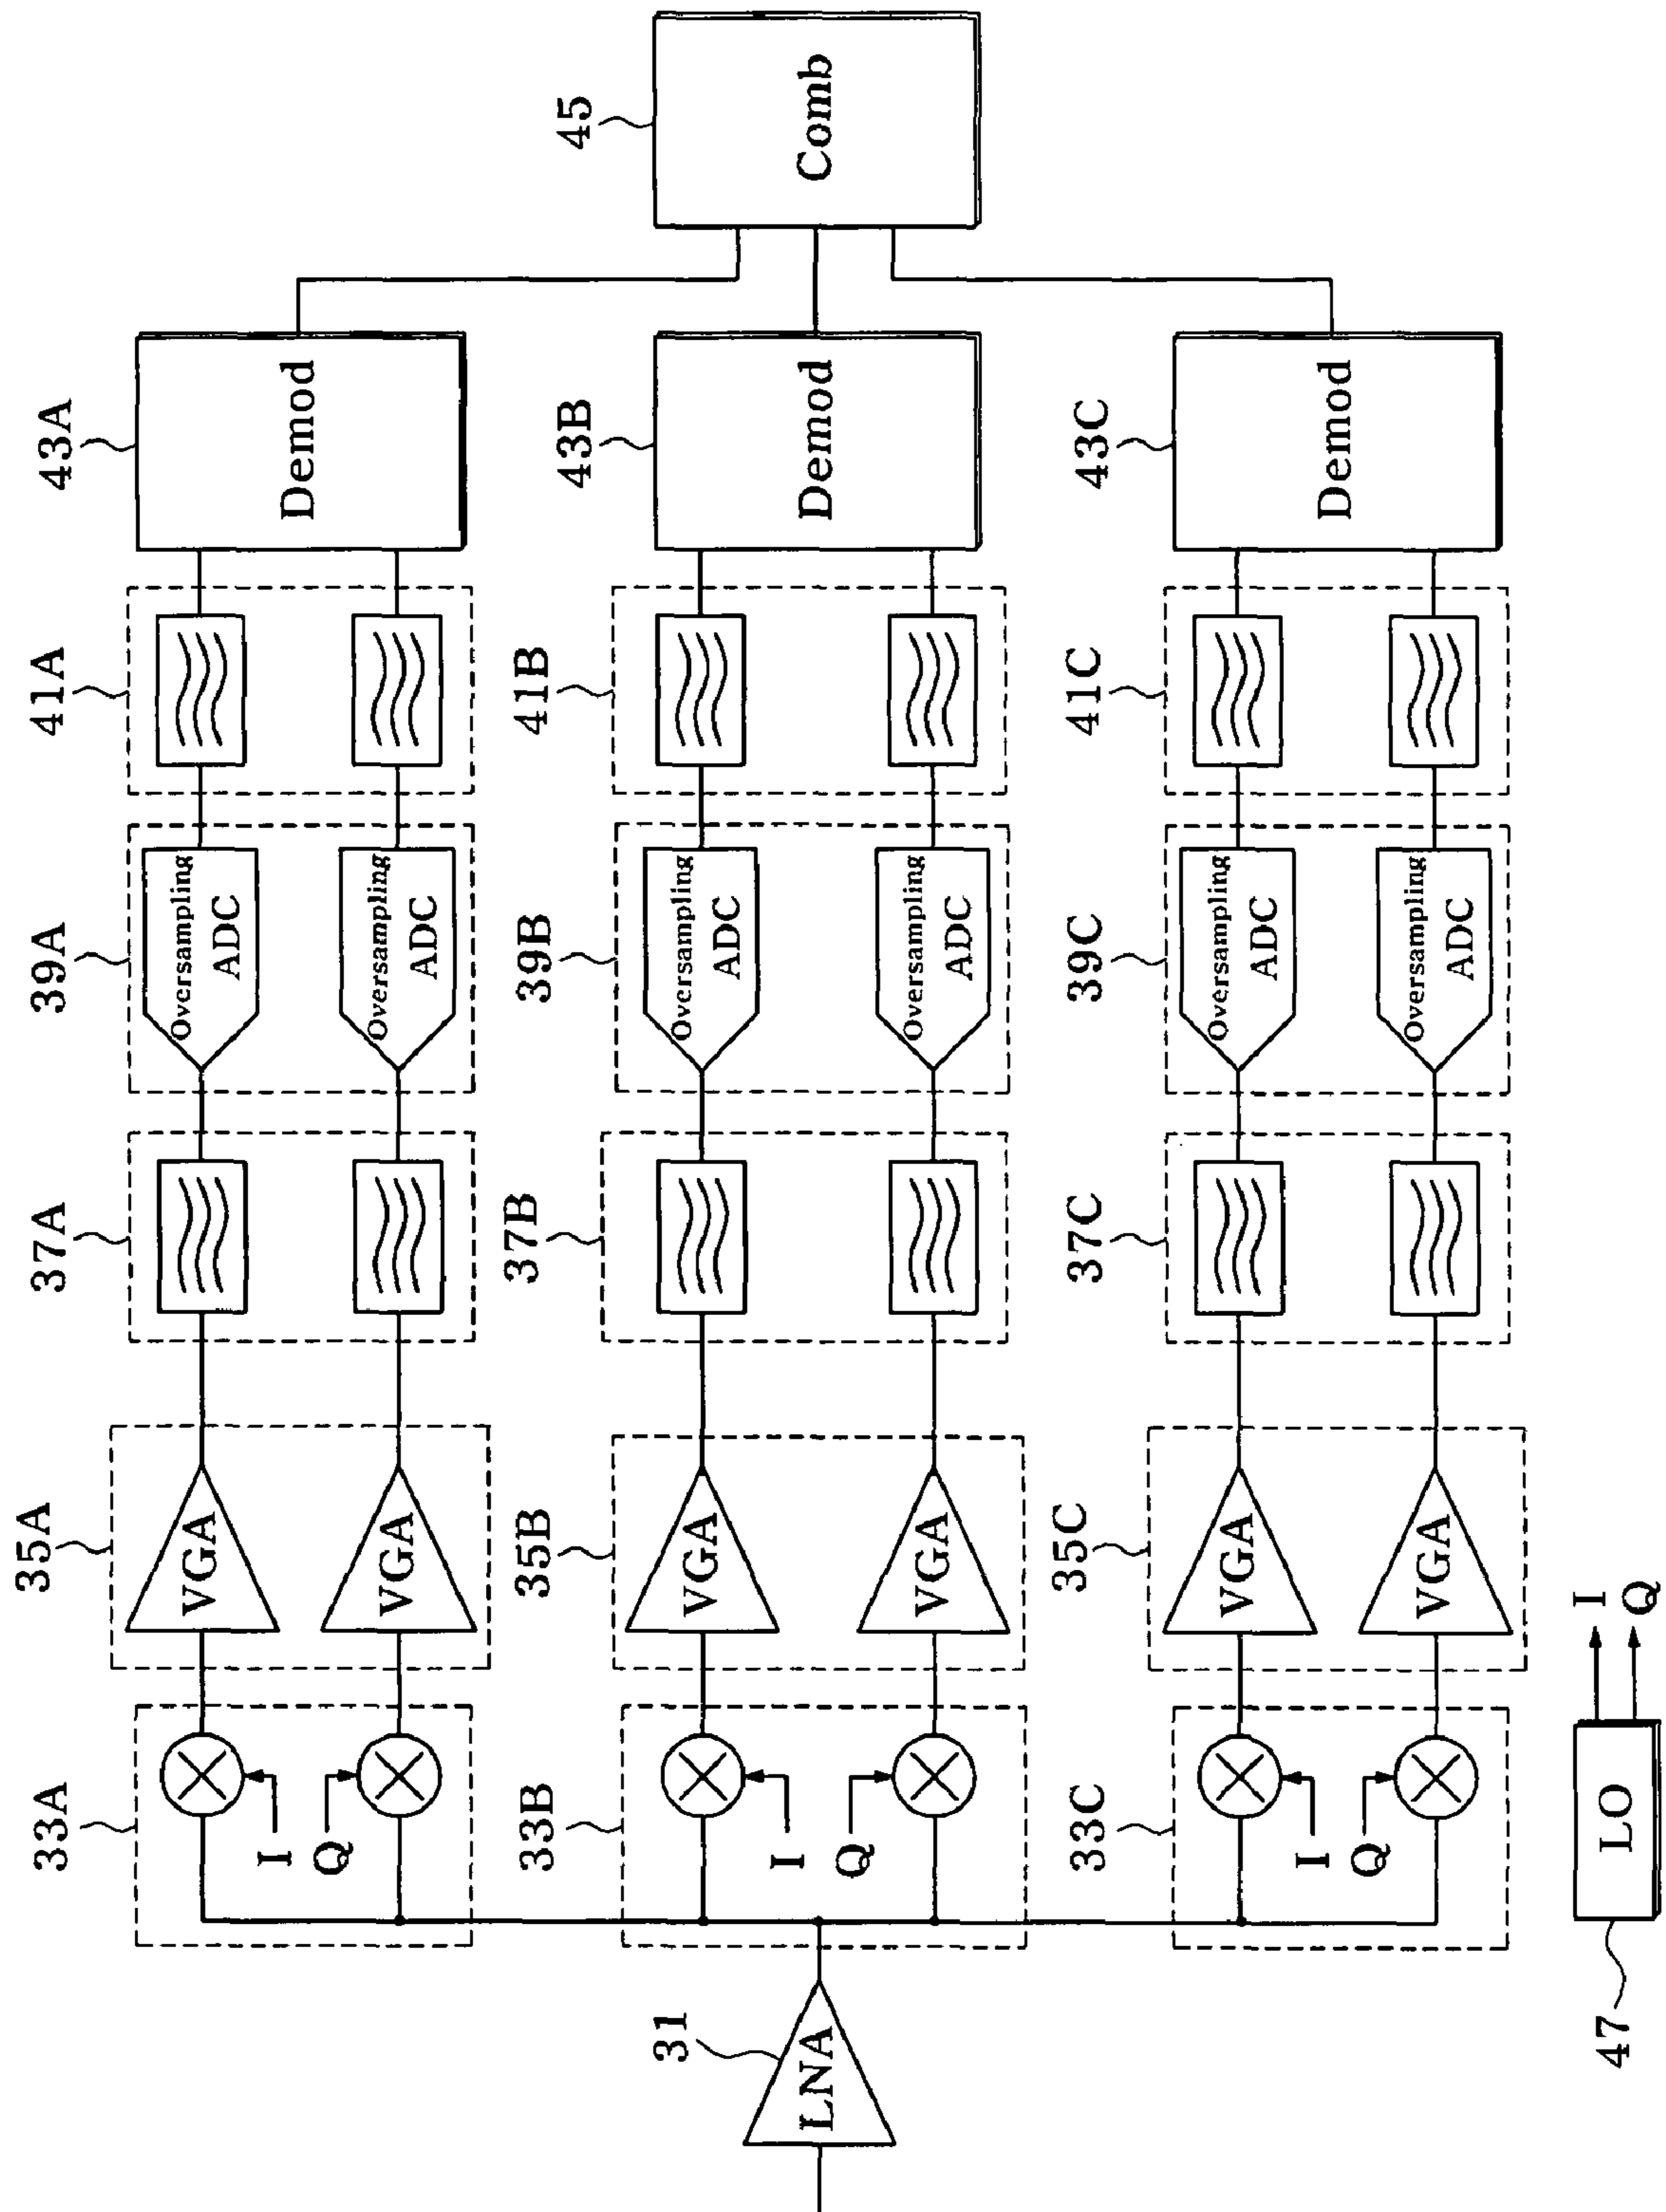 31
LNA
33A
I
Q
35A
VGA
VGA
37A
39A
Oversampling
ADC
Oversampling
ADC
41A
43A
Demod
33B
I
Q
35B
VGA
VGA
37B
39B
Oversampling
ADC
Oversampling
ADC
41B
43B
Demod
45
Comb
33C
I
Q
35C
VGA
VGA
37C
39C
Oversampling
ADC
Oversampling
ADC
41C
43C
Demod
47
LO
I
Q